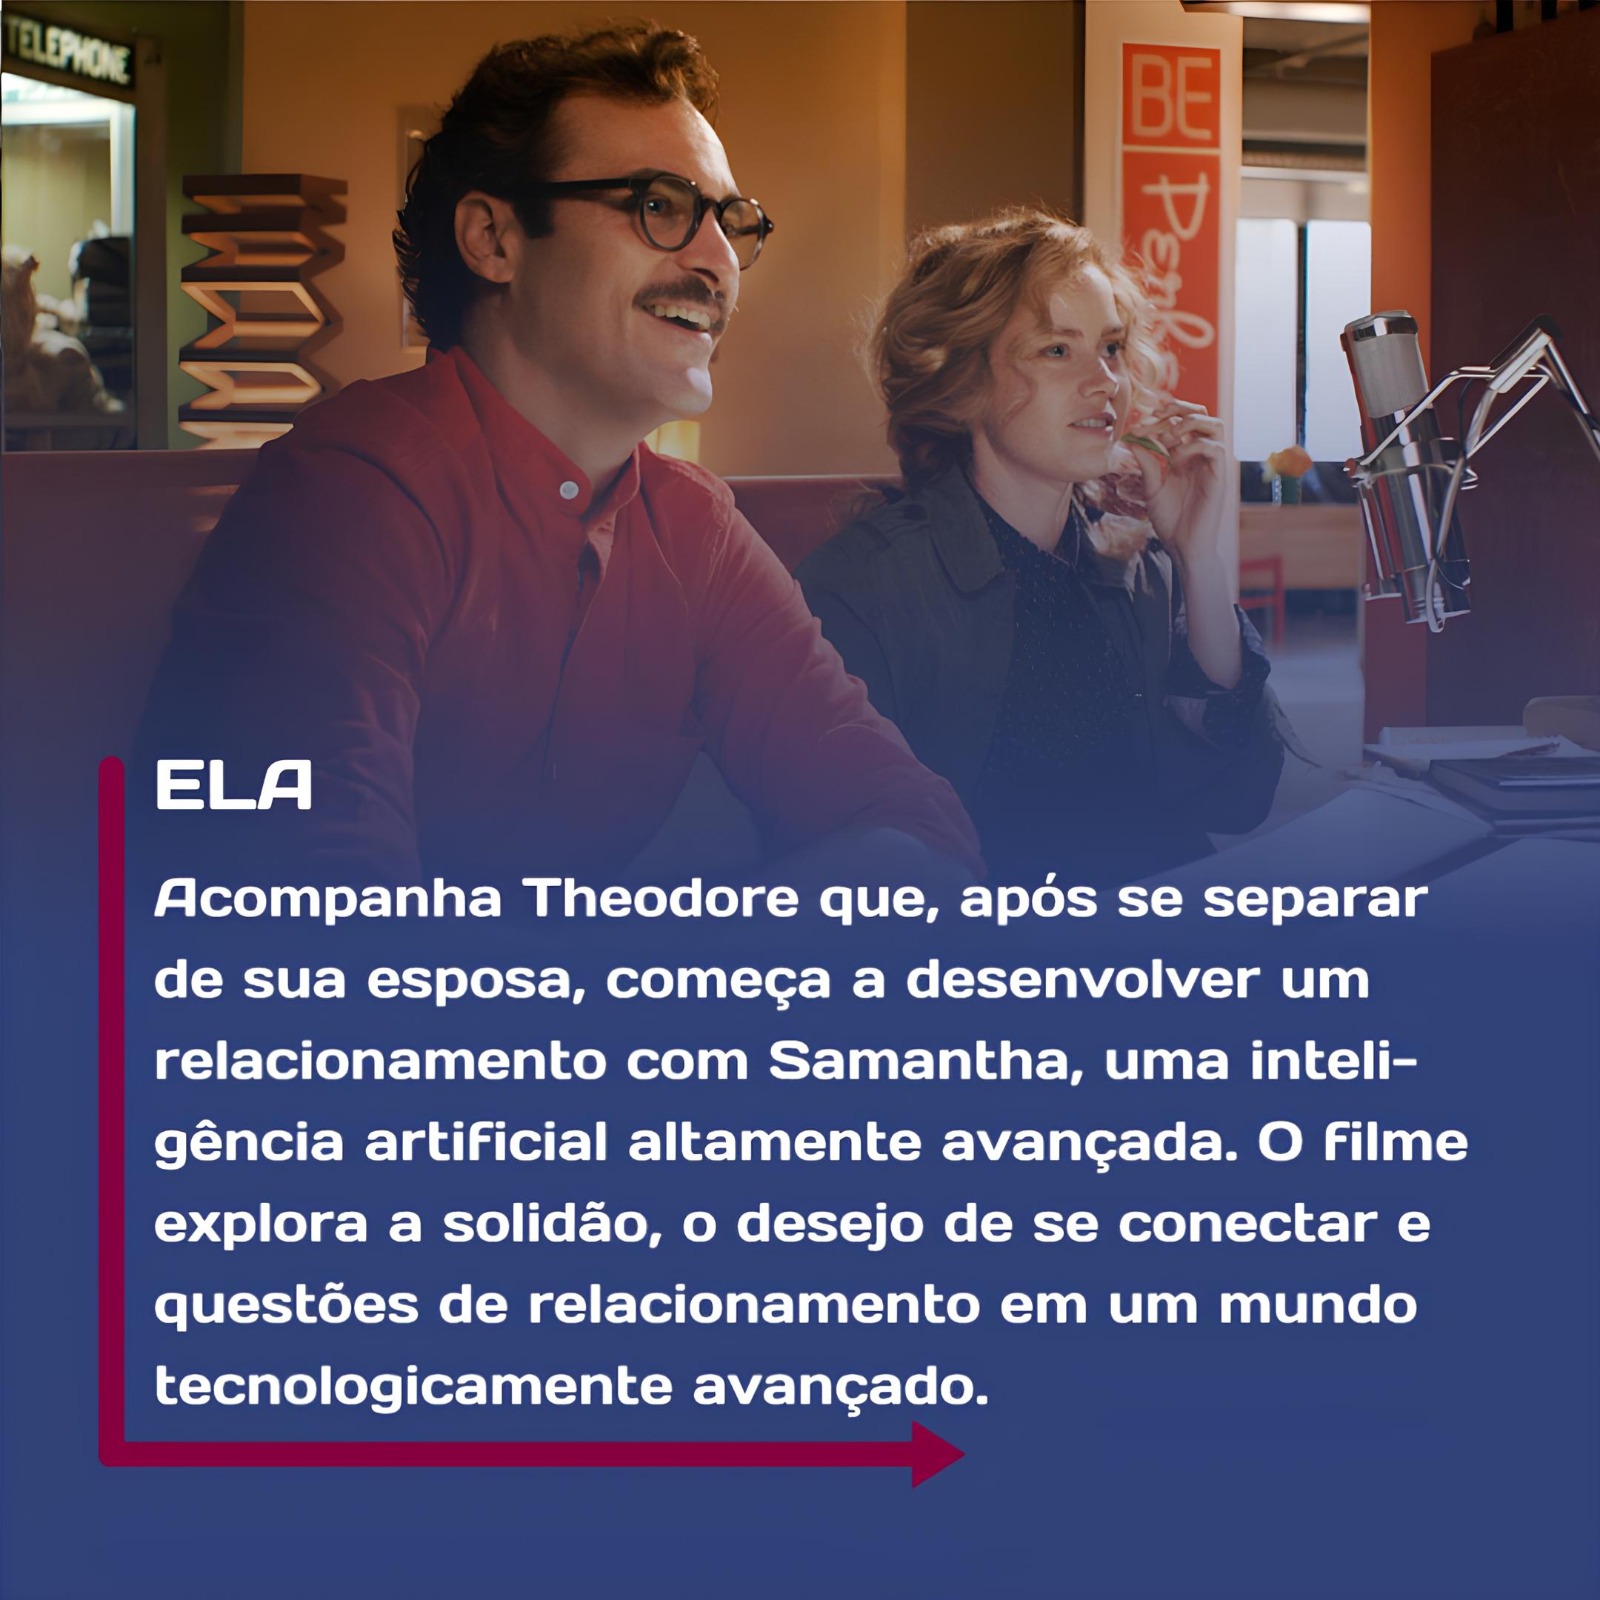 TELEPHONE
BE
Perfect
ELA
Acompanha Theodore que, após se separar
de sua esposa, começa a desenvolver um
relacionamento com Samantha, uma inteli-
gência artificial altamente avançada. O filme
explora a solidão, o desejo de se conectar e
questões de relacionamento em um mundo
tecnologicamente avançado.